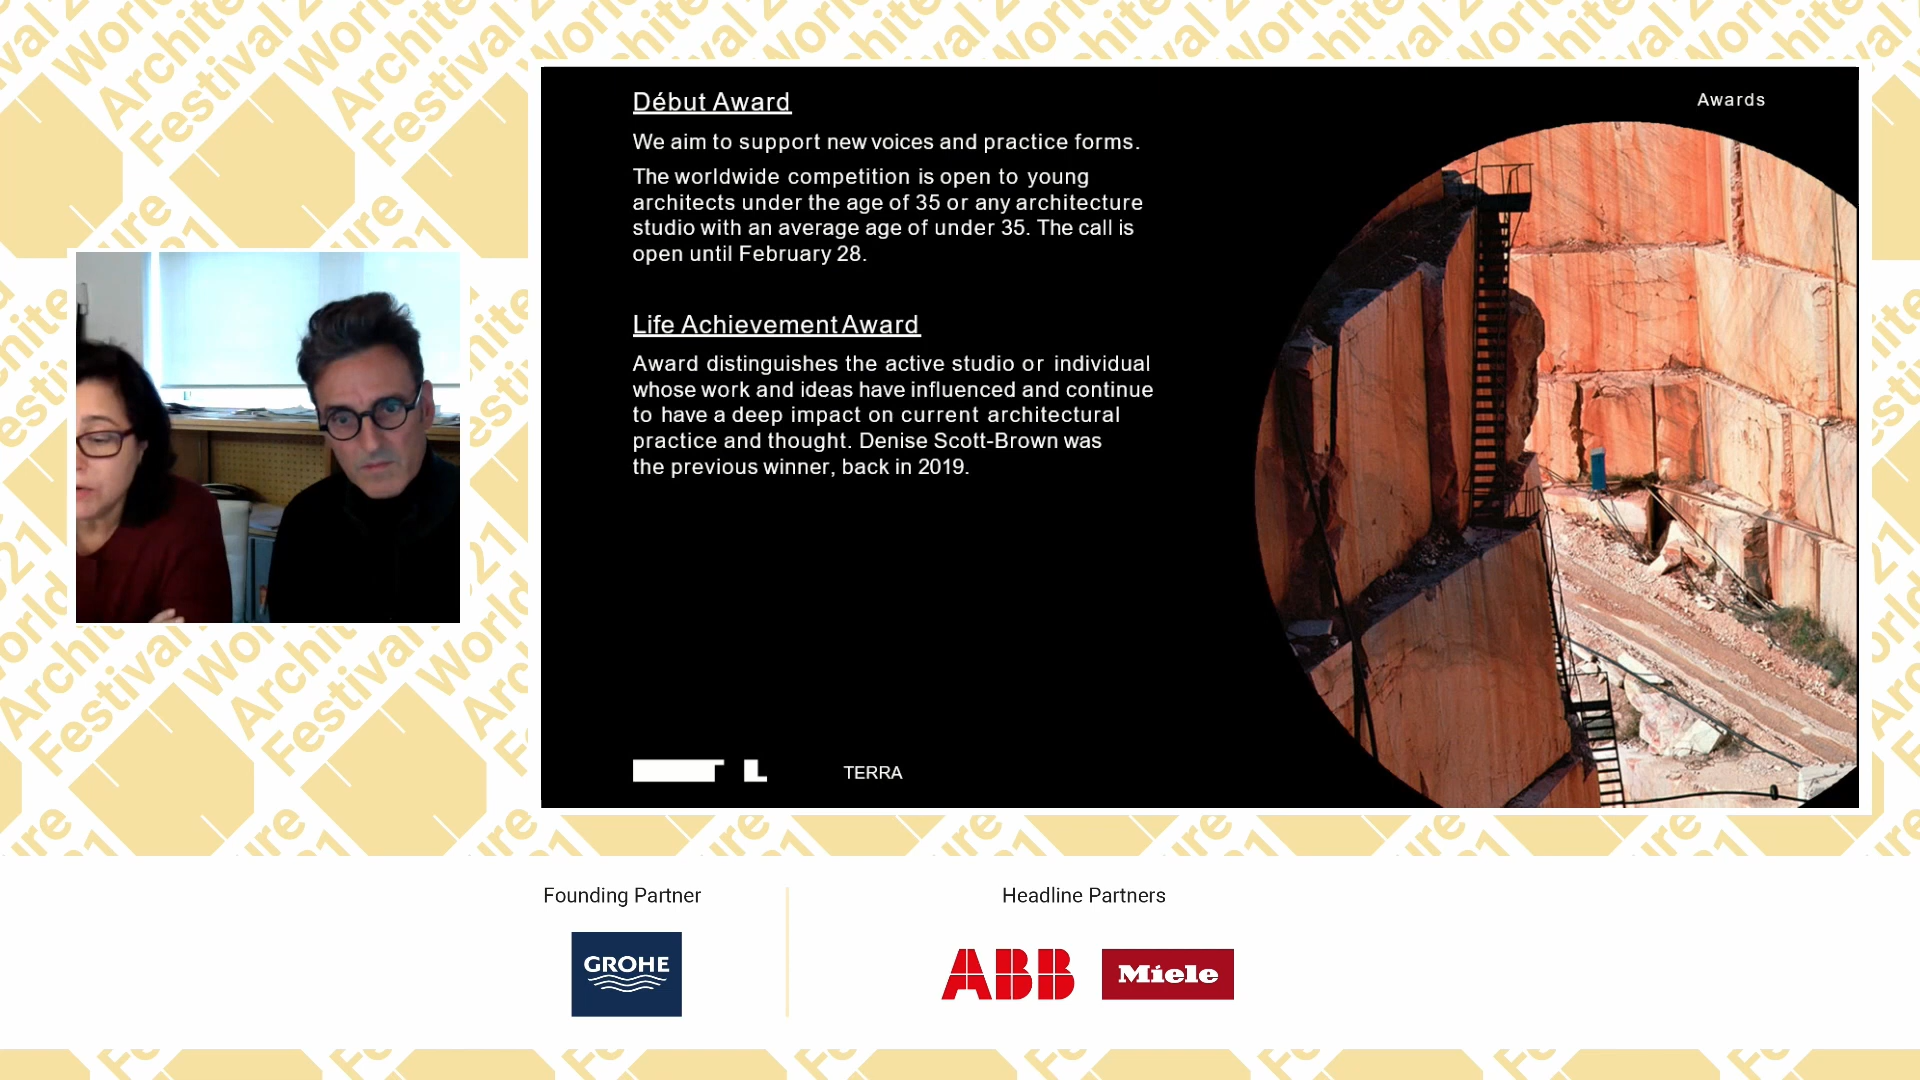 Début Award
Awards
We aim to support new voices and practice forms.
The worldwide competition is open to young
architects under the age of 35 or any architecture
studio with an average age of under 35. The call is
open until February 28.
Life Achievement Award
Award distinguishes the active studio or individual
whose work and ideas have influenced and continue
to have a deep impact on current architectural
practice and thought. Denise Scott-Brown was
the previous winner, back in 2019.
TERRA
Founding Partner
Headline Partners
GROHE
ABB
Miele
World
Architecture
Festival 21